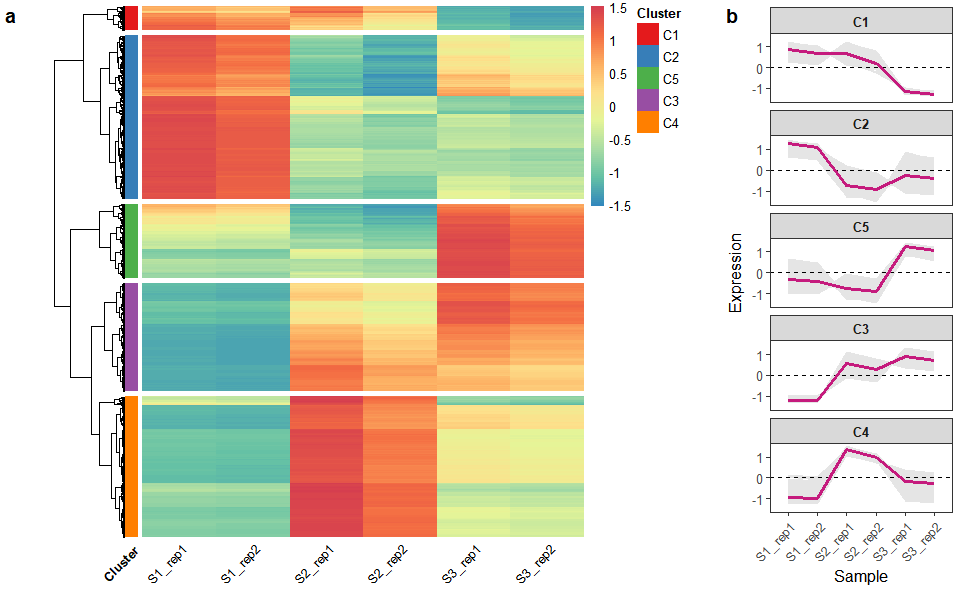 a
1.5
1
0.5
0
-0.5
-1
-1.5
Cluster
C1
C2
C5
C3
C4
Cluster
S1_rep1
S1_rep2
S2_rep1
S2_rep2
S3_rep1
S3_rep2
b
Expression
C1
1
0
-1
C2
1
0
-1
C5
1
0
-1
C3
1
0
-1
C4
1
0
-1
S1_rep1
S1_rep2
S2_rep1
S2_rep2
S3_rep1
S3_rep2
Sample